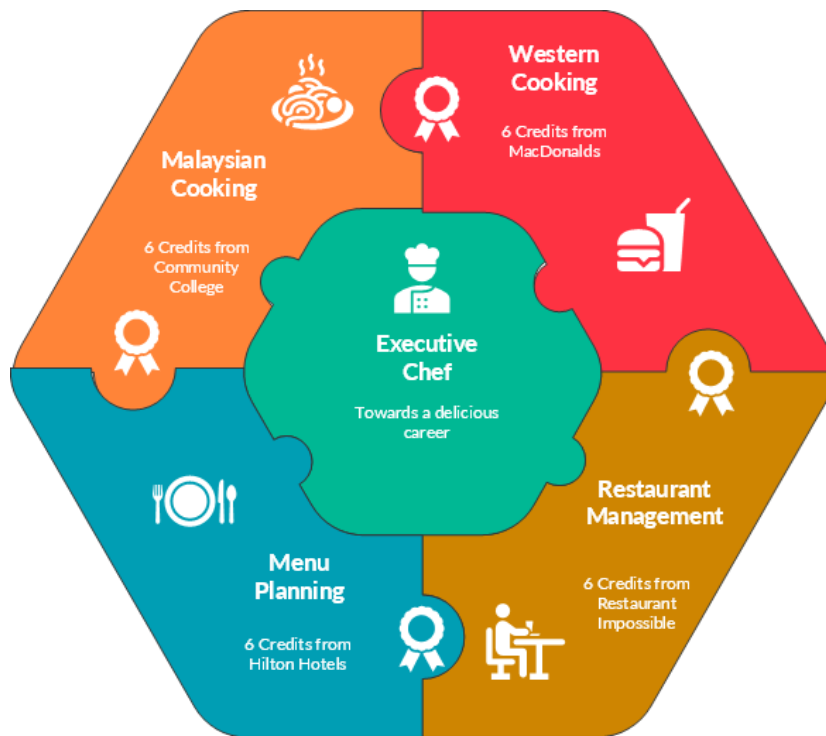 Western
Cooking
6 Credits from
MacDonalds
Malaysian
Cooking
6 Credits from
Community
College
Executive
Chef
Towards a delicious
career
Restaurant
Management
6 Credits from
Restaurant
Impossible
Menu
Planning
6 Credits from
Hilton Hotels